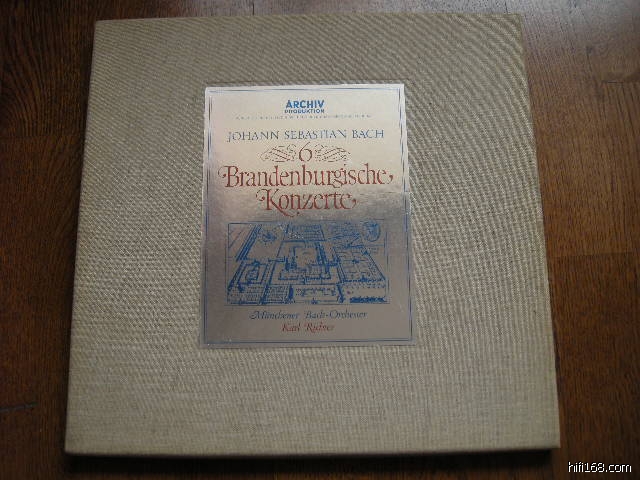 ARCHIV
PRODUKTION
JOHANN SEBASTIAN BACH
6
Brandenburgische
Konzerte
Münchener Bach-Orchester
Karl Richter
hifi168.com